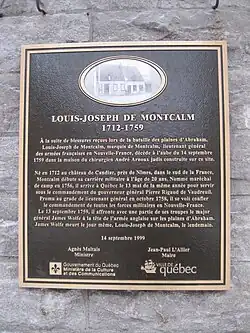 LOUIS-JOSEPH DE MONTCALM
1712-1759
À la suite de blessures reçues lors de la bataille des plaines d'Abraham,
Louis-Joseph de Montcalm, marquis de Montcalm, lieutenant général
des armées françaises en Nouvelle-France, décède à l'aube du 14 septembre
1759 dans la maison du chirurgien André Arnoux jadis construite sur ce site.
Né en 1712 au château de Candiac, près de Nîmes, dans le sud de la France,
Montcalm débute sa carrière militaire à l'âge de 20 ans. Nommé maréchal
de camp en 1756, il arrive à Québec le 13 mai de la même année pour servir
sous le commandement du gouverneur général Pierre Rigaud de Vaudreuil.
Promu au grade de lieutenant général en octobre 1758, il se voit confier
le commandement de toutes les forces militaires en Nouvelle-France.
Le 13 septembre 1759, il affronte avec une partie de ses troupes le major
général James Wolfe à la tête de l'armée anglaise sur les plaines d'Abraham.
James Wolfe meurt le jour même, Louis-Joseph de Montcalm, le lendemain.
14 septembre 1999
Agnès Maltais
Ministre
Jean-Paul L'Allier
Maire
Gouvernement du Québec
Ministère de la Culture
et des Communications
VILLE DE
québec